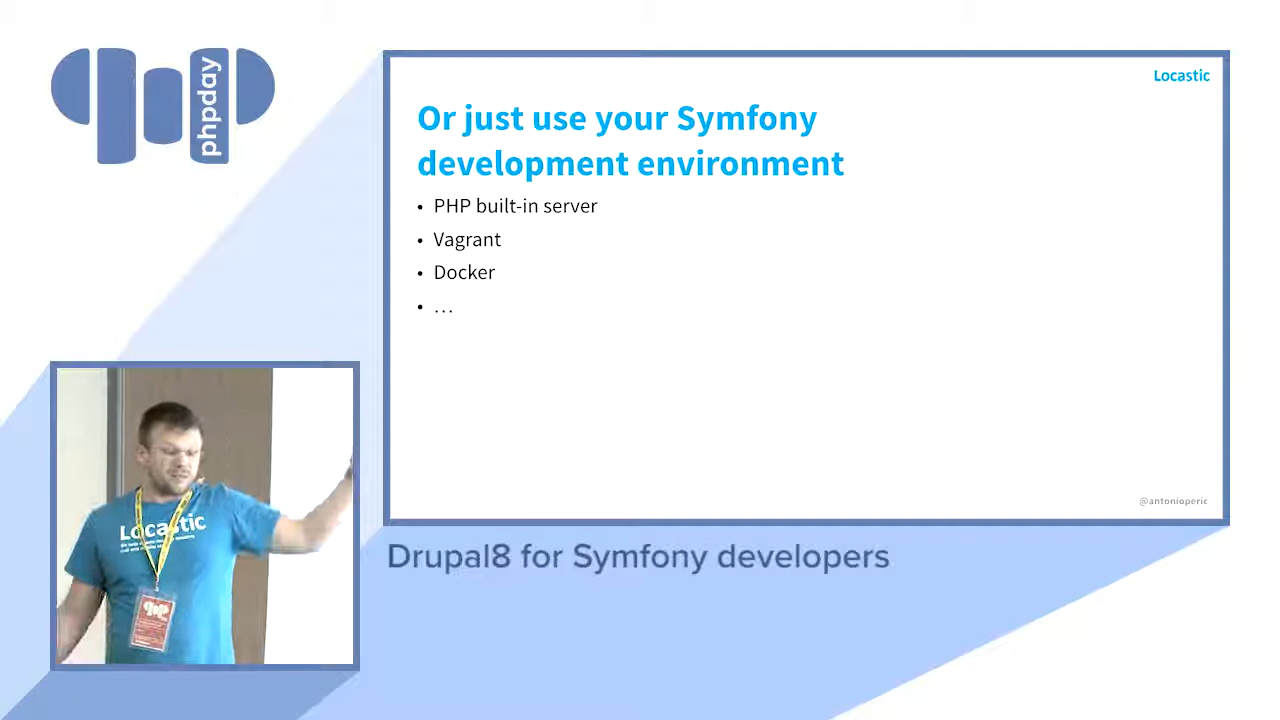 phpday
Locastic
Or just use your Symfony
development environment
• PHP built-in server
• Vagrant
• Docker
• ...
@antonioperic
Locastic
Drupal8 for Symfony developers